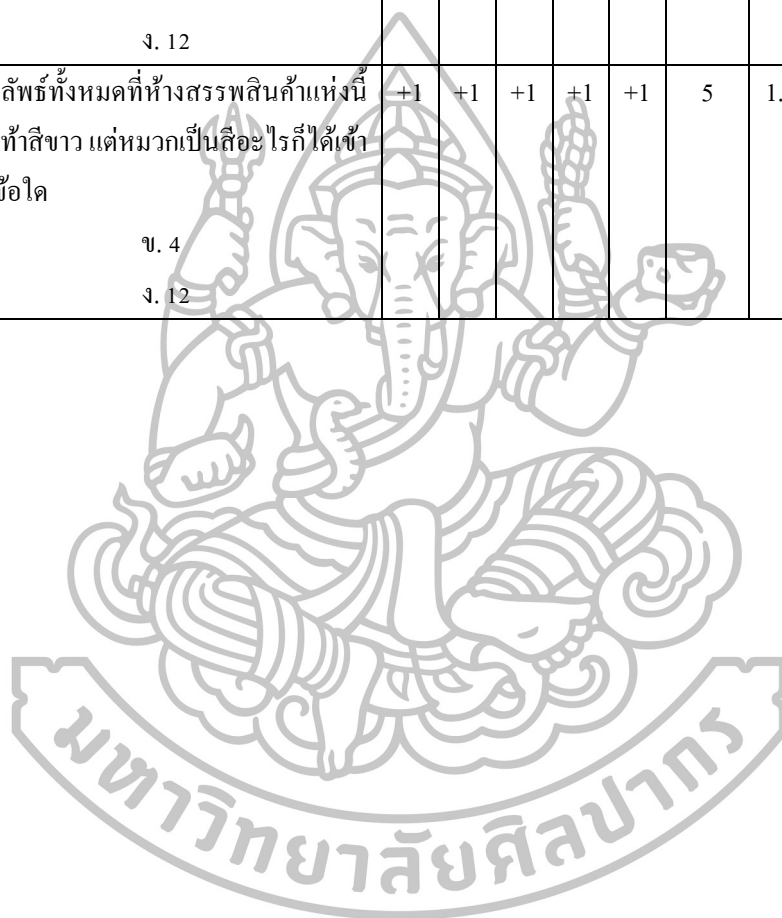 ง. 12
ลัพธ์ทั้งหมดที่ห้างสรรพสินค้าแห่งนี้ +1 +1 +1 +1 +1 5 1.
ท้าสีขาว แต่หมวกเป็นสีอะไรก็ได้เข้า
ข้อใด
ข. 4
ง. 12
มหาวิทยาลัยศิลปากร